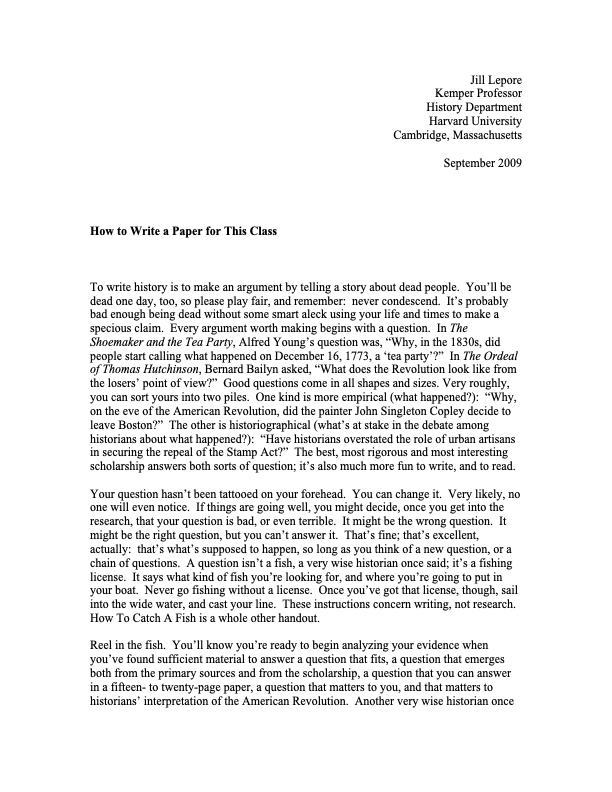 Jill Lepore
Kemper Professor
History Department
Harvard University
Cambridge, Massachusetts
September 2009
How to Write a Paper for This Class
To write history is to make an argument by telling a story about dead people.  You’ll be
dead one day, too, so please play fair, and remember:  never condescend.  It’s probably
bad enough being dead without some smart aleck using your life and times to make a
specious claim.  Every argument worth making begins with a question.  In The
Shoemaker and the Tea Party, Alfred Young’s question was, “Why, in the 1830s, did
people start calling what happened on December 16, 1773, a ‘tea party’?”  In The Ordeal
of Thomas Hutchinson, Bernard Bailyn asked, “What does the Revolution look like from
the losers’ point of view?”  Good questions come in all shapes and sizes. Very roughly,
you can sort yours into two piles.  One kind is more empirical (what happened?):  “Why,
on the eve of the American Revolution, did the painter John Singleton Copley decide to
leave Boston?”  The other is historiographical (what’s at stake in the debate among
historians about what happened?):  “Have historians overstated the role of urban artisans
in securing the repeal of the Stamp Act?”  The best, most rigorous and most interesting
scholarship answers both sorts of question; it’s also much more fun to write, and to read.
Your question hasn’t been tattooed on your forehead.  You can change it.  Very likely, no
one will even notice.  If things are going well, you might decide, once you get into the
research, that your question is bad, or even terrible.  It might be the wrong question.  It
might be the right question, but you can’t answer it.  That’s fine; that’s excellent,
actually:  that’s what’s supposed to happen, so long as you think of a new question, or a
chain of questions.  A question isn’t a fish, a very wise historian once said; it’s a fishing
license.  It says what kind of fish you’re looking for, and where you’re going to put in
your boat.  Never go fishing without a license.  Once you’ve got that license, though, sail
into the wide water, and cast your line.  These instructions concern writing, not research.
How To Catch A Fish is a whole other handout.
Reel in the fish.  You’ll know you’re ready to begin analyzing your evidence when
you’ve found sufficient material to answer a question that fits, a question that emerges
both from the primary sources and from the scholarship, a question that you can answer
in a fifteen- to twenty-page paper, a question that matters to you, and that matters to
historians’ interpretation of the American Revolution.  Another very wise historian once